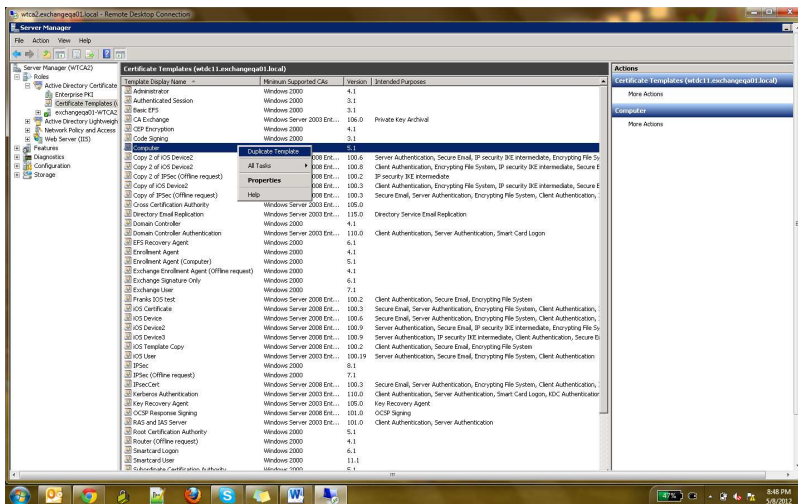 wtca2.exchangeqa01.local - Remote Desktop Connection
Server Manager
File Action View Help
Server Manager (WTCA2)
Roles
Active Directory Certificate
Enterprise PKI
Certificate Templates (
exchangeqa01-WTCA2
Active Directory Lightweigh
Network Policy and Access
Web Server (IIS)
Features
Diagnostics
Configuration
Storage
Certificate Templates (wtdc11.exchangeqa01.local)
Template Display Name Minimum Supported CAs Version Intended Purposes
Administrator Windows 2000 4.1
Authenticated Session Windows 2000 3.1
Basic EFS Windows 2000 3.1
CA Exchange Windows Server 2003 Ent... 106.0 Private Key Archival
CEP Encryption Windows 2000 4.1
Code Signing Windows 2000 3.1
Computer 5.1
Copy 2 of iOS Device2 008 Ent... 100.6 Server Authentication, Secure Email, IP security IKE intermediate, Encrypting File Sy
Copy 2 of iOS Device2 008 Ent... 100.8 Client Authentication, Encrypting File System, IP security IKE intermediate, Secure E
Copy 2 of IPSec (Offline request) 008 Ent... 100.2 IP security IKE intermediate
Copy of iOS Device2 008 Ent... 100.3 Client Authentication, Encrypting File System, IP security IKE intermediate, Secure E
Copy of IPSec (Offline request) 008 Ent... 100.3 Secure Email, Server Authentication, Encrypting File System, Client Authentication,
Cross Certification Authority Windows Server 2003 Ent... 105.0
Directory Email Replication Windows Server 2003 Ent... 115.0 Directory Service Email Replication
Domain Controller Windows 2000 4.1
Domain Controller Authentication Windows Server 2003 Ent... 110.0 Client Authentication, Server Authentication, Smart Card Logon
EFS Recovery Agent Windows 2000 6.1
Enrollment Agent Windows 2000 4.1
Enrollment Agent (Computer) Windows 2000 5.1
Exchange Enrollment Agent (Offline request) Windows 2000 4.1
Exchange Signature Only Windows 2000 6.1
Exchange User Windows 2000 7.1
Franks IOS test Windows Server 2008 Ent... 100.2 Client Authentication, Secure Email, Encrypting File System
iOS Certificate Windows Server 2008 Ent... 100.3 Secure Email, Server Authentication, Encrypting File System, Client Authentication,
iOS Device Windows Server 2008 Ent... 100.6 Secure Email, Server Authentication, Encrypting File System, Client Authentication,
iOS Device2 Windows Server 2008 Ent... 100.9 Server Authentication, Secure Email, IP security IKE intermediate, Encrypting File Sy
iOS Device3 Windows Server 2008 Ent... 100.9 Server Authentication, IP security IKE intermediate, Client Authentication, Secure E
iOS Template Copy Windows Server 2008 Ent... 100.2 Client Authentication, Secure Email, Encrypting File System
iOS User Windows Server 2003 Ent... 100.19 Server Authentication, Secure Email, Encrypting File System, Client Authentication
IPSec Windows 2000 8.1
IPSec (Offline request) Windows 2000 7.1
IPsecCert Windows Server 2008 Ent... 100.3 Secure Email, Server Authentication, Encrypting File System, Client Authentication,
Kerberos Authentication Windows Server 2003 Ent... 110.0 Client Authentication, Server Authentication, Smart Card Logon, KDC Authentication
Key Recovery Agent Windows Server 2003 Ent... 105.0 Key Recovery Agent
OCSP Response Signing Windows Server 2008 Ent... 101.0 OCSP Signing
RAS and IAS Server Windows Server 2003 Ent... 101.0 Client Authentication, Server Authentication
Root Certification Authority Windows 2000 5.1
Router (Offline request) Windows 2000 4.1
Smartcard Logon Windows 2000 6.1
Smartcard User Windows 2000 11.1
Subordinate Certification Authority Windows 2000 5.1
Duplicate Template
All Tasks
Properties
Help
Actions
Certificate Templates (wtdc11.exchangeqa01.local)
More Actions
Computer
More Actions
47%
8:48 PM
5/8/2012